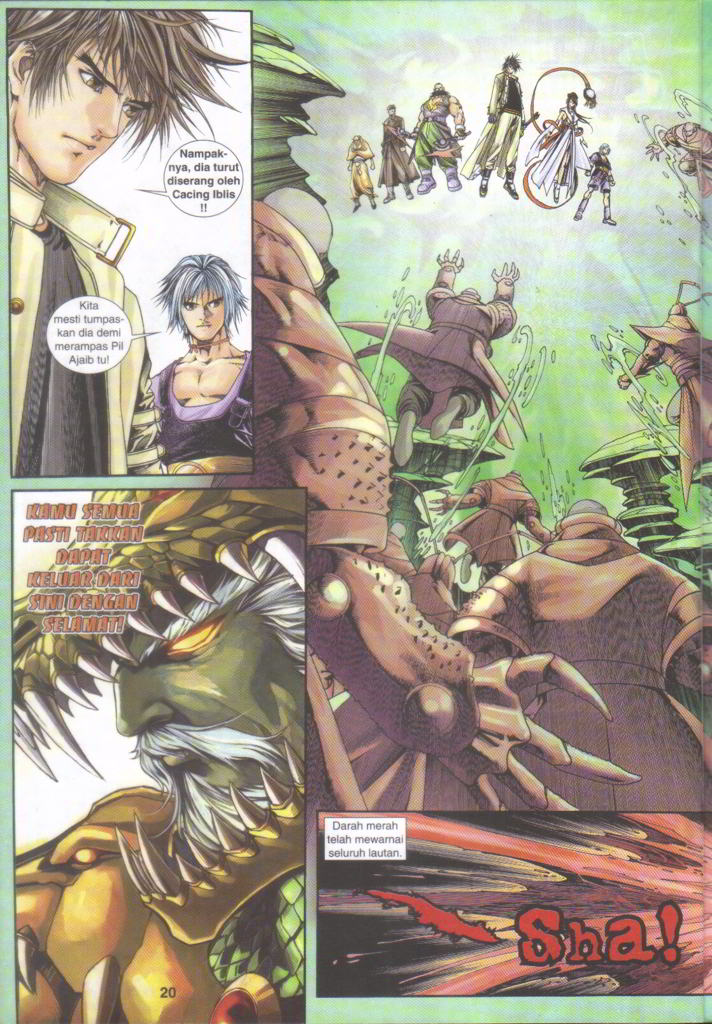 Nampak-
nya, dia turut
diserang oleh
Cacing Iblis
!!
Kita
mesti tumpas-
kan dia demi
merampas Pil
Ajaib tu!
KAMU SEMUA
PASTI TAKKAN
DAPAT
KELUAR DARI
SINI DENGAN
SELAMAT!
Darah merah
telah mewarnai
seluruh lautan.
Sha!
20